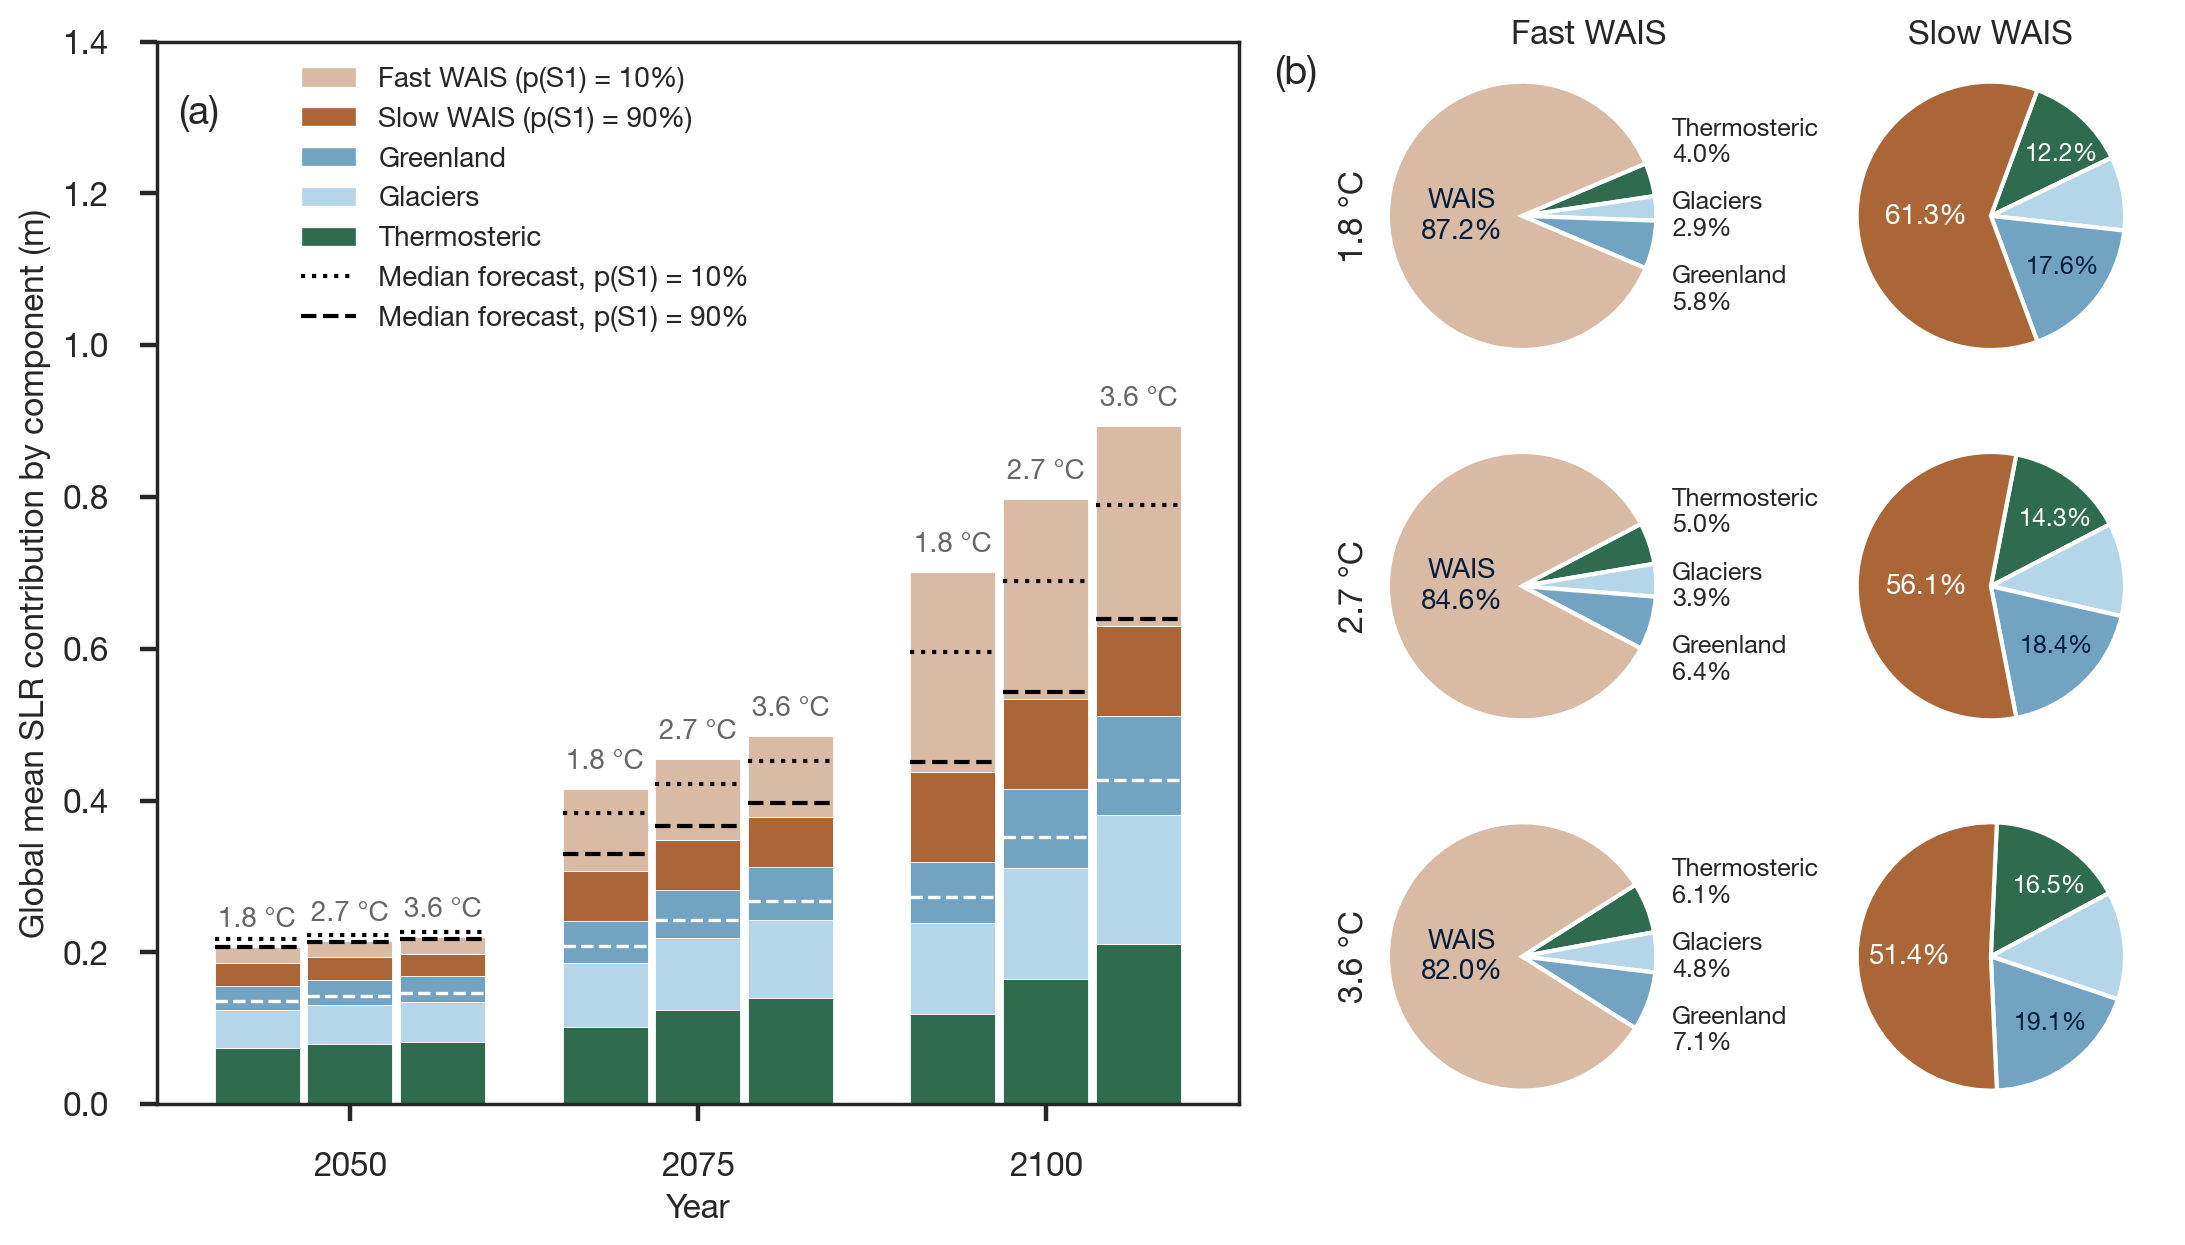 (a)
Fast WAIS (p(S1) = 10%)
Slow WAIS (p(S1) = 90%)
Greenland
Glaciers
Thermosteric
Median forecast, p(S1) = 10%
Median forecast, p(S1) = 90%
Global mean SLR contribution by component (m)
1.4
1.2
1.0
0.8
0.6
0.4
0.2
0.0
1.8 °C
2.7 °C
3.6 °C
1.8 °C
2.7 °C
3.6 °C
1.8 °C
2.7 °C
3.6 °C
2050
2075
2100
Year
(b)
Fast WAIS
Slow WAIS
1.8 °C
WAIS
87.2%
Thermosteric
4.0%
Glaciers
2.9%
Greenland
5.8%
61.3%
12.2%
17.6%
2.7 °C
WAIS
84.6%
Thermosteric
5.0%
Glaciers
3.9%
Greenland
6.4%
56.1%
14.3%
18.4%
3.6 °C
WAIS
82.0%
Thermosteric
6.1%
Glaciers
4.8%
Greenland
7.1%
51.4%
16.5%
19.1%